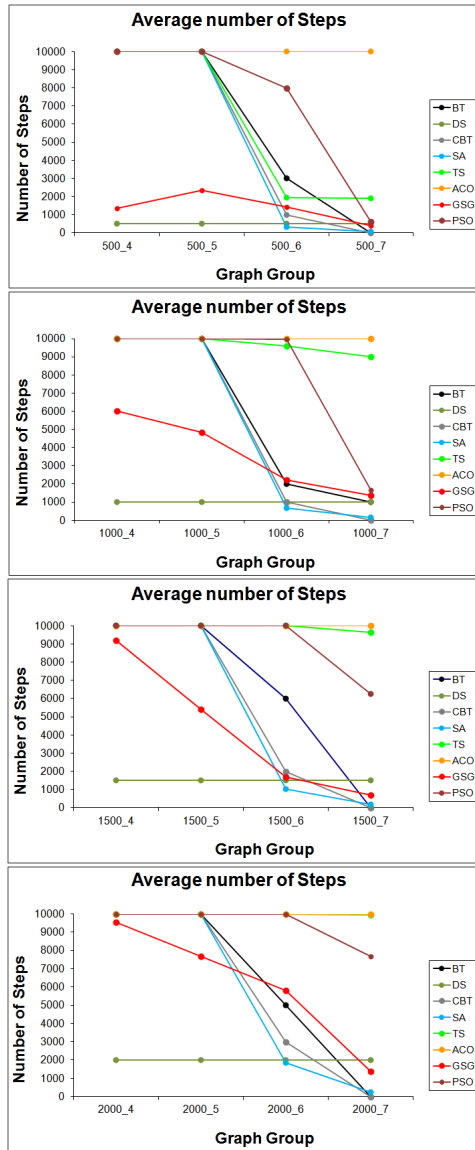 Average number of Steps
10000
9000
8000
7000
6000
5000
4000
3000
2000
1000
0
Number of Steps
500_4 500_5 500_6 500_7
Graph Group
BT
DS
CBT
SA
TS
ACO
GSG
PSO
Average number of Steps
10000
9000
8000
7000
6000
5000
4000
3000
2000
1000
0
Number of Steps
1000_4 1000_5 1000_6 1000_7
Graph Group
BT
DS
CBT
SA
TS
ACO
GSG
PSO
Average number of Steps
10000
9000
8000
7000
6000
5000
4000
3000
2000
1000
0
Number of Steps
1500_4 1500_5 1500_6 1500_7
Graph Group
BT
DS
CBT
SA
TS
ACO
GSG
PSO
Average number of Steps
10000
9000
8000
7000
6000
5000
4000
3000
2000
1000
0
Number of Steps
2000_4 2000_5 2000_6 2000_7
Graph Group
BT
DS
CBT
SA
TS
ACO
GSG
PSO